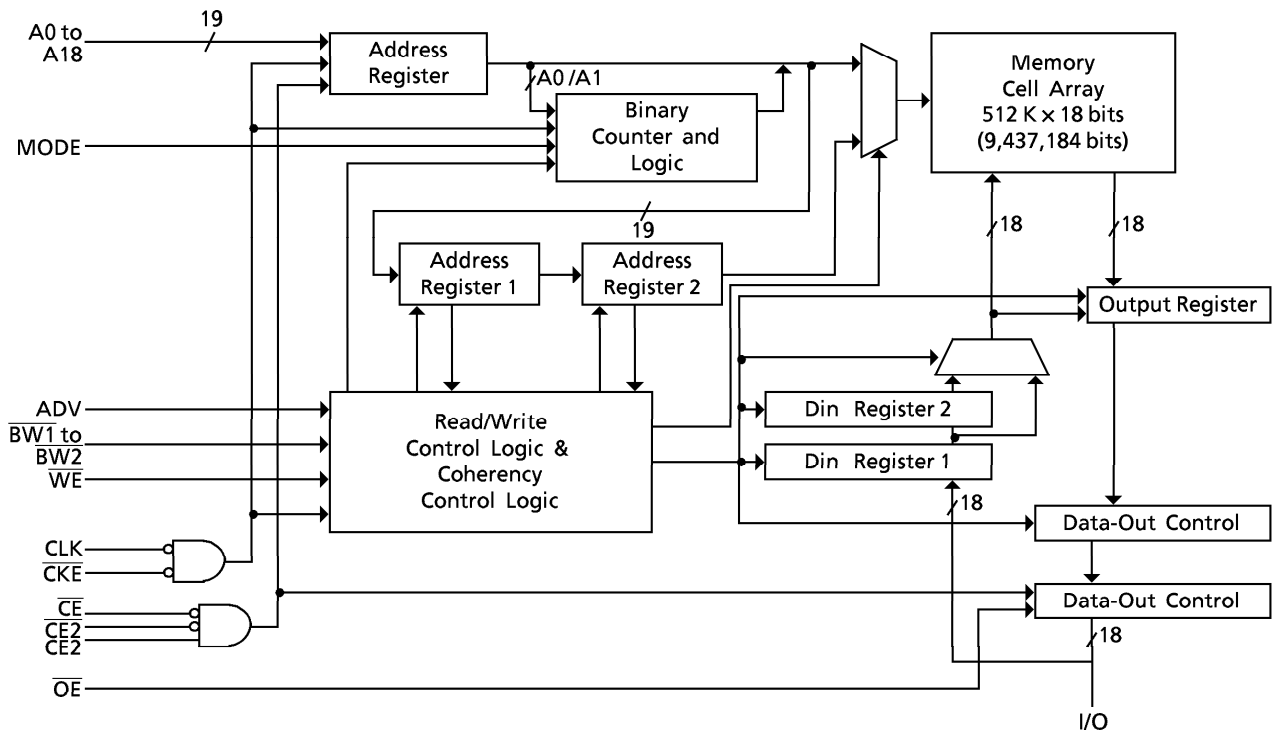 A0 to
A18
19
Address
Register
A0 /A1
Binary
Counter and
Logic
Memory
Cell Array
512 K x 18 bits
(9,437,184 bits)
MODE
19
18
18
Address
Register 1
Address
Register 2
Output Register
ADV
BW1 to
BW2
WE
Read/Write
Control Logic &
Coherency
Control Logic
Din Register 2
Din Register 1
18
Data-Out Control
CLK
CKE
CE
CE2
CE2
Data-Out Control
18
OE
I/O